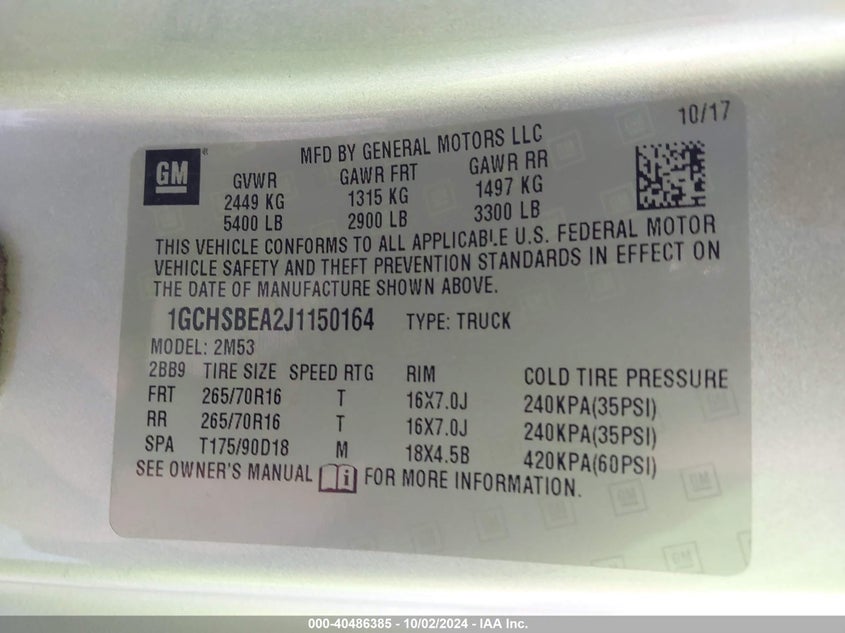 10/17
GM
MFD BY GENERAL MOTORS LLC
GVWR GAWR FRT GAWR RR
2449 KG 1315 KG 1497 KG
5400 LB 2900 LB 3300 LB
THIS VEHICLE CONFORMS TO ALL APPLICABLE U.S. FEDERAL MOTOR
VEHICLE SAFETY AND THEFT PREVENTION STANDARDS IN EFFECT ON
THE DATE OF MANUFACTURE SHOWN ABOVE.
1GCHSBEA2J1150164 TYPE: TRUCK
MODEL: 2M53
2BB9 TIRE SIZE SPEED RTG RIM COLD TIRE PRESSURE
FRT 265/70R16 T 16X7.0J 240KPA(35PSI)
RR 265/70R16 T 16X7.0J 240KPA(35PSI)
SPA T175/90D18 M 18X4.5B 420KPA(60PSI)
SEE OWNER'S MANUAL i FOR MORE INFORMATION.
000-40486385 - 10/02/2024 - IAA Inc.